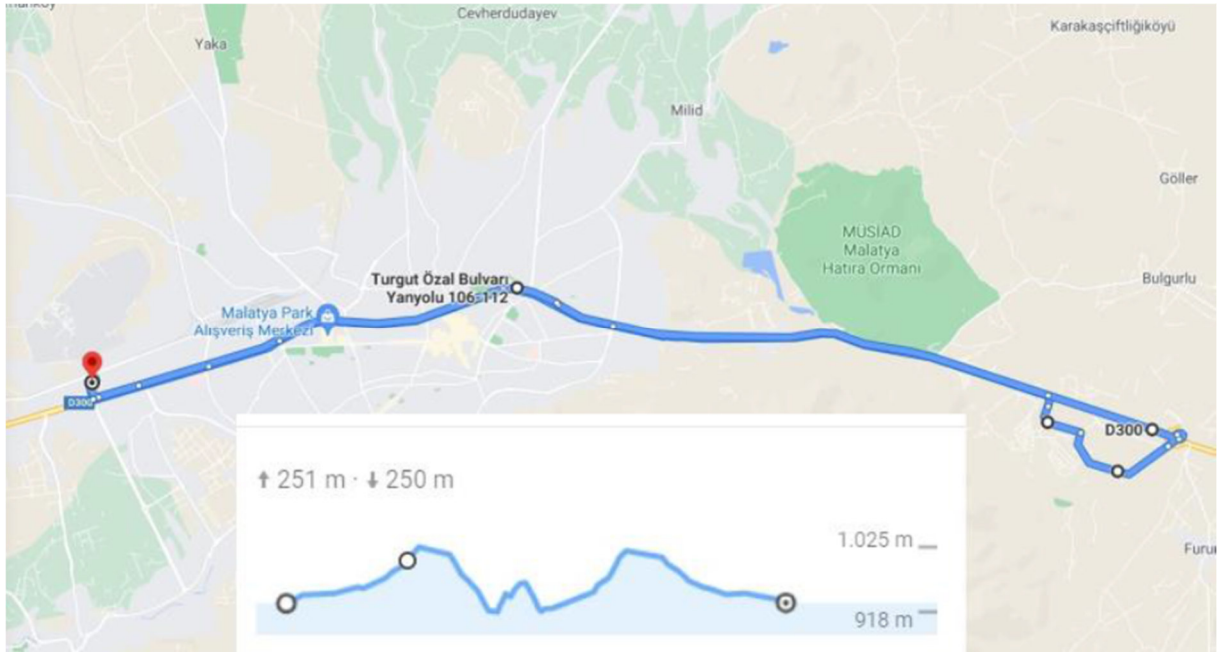 Cevherdudayev
Karakaşçiftliğiköyü
Yaka
Milid
Göller
MÜSİAD
Malatya
Hatıra Ormanı
Turgut Özal Bulvarı
Yanyolu 106-112
Bulgurlu
Malatya Park
Alışveriş Merkezi
D300
D300
↑ 251 m · ↓ 250 m
1.025 m
918 m